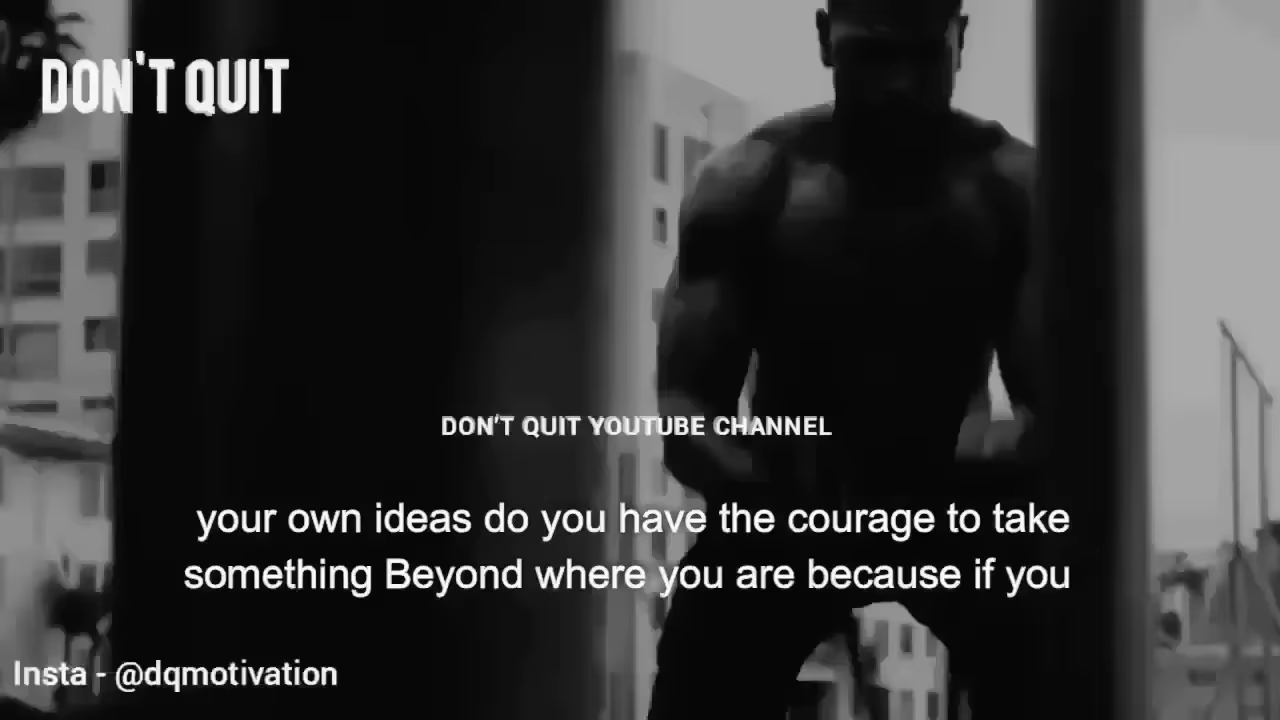 DON'T QUIT
DON'T QUIT YOUTUBE CHANNEL
your own ideas do you have the courage to take
something Beyond where you are because if you
Insta - @dqmotivation